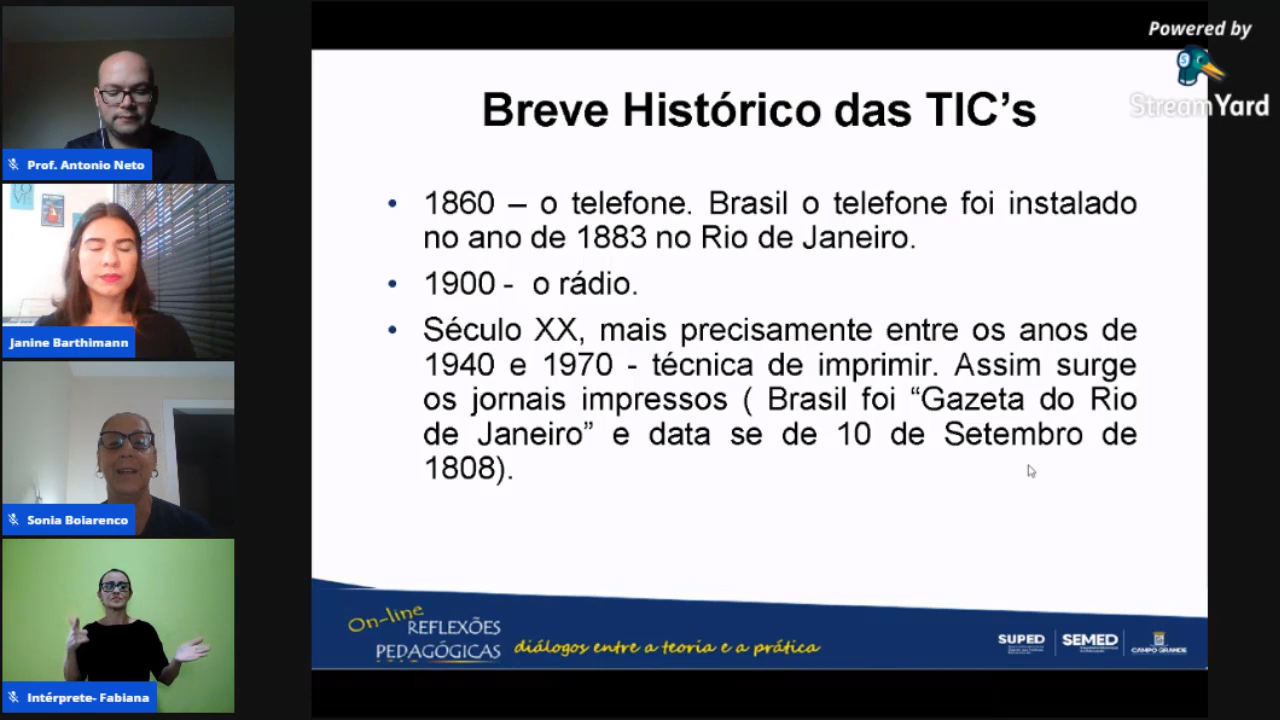 Powered by
StreamYard
Breve Histórico das TIC's
• 1860 – o telefone. Brasil o telefone foi instalado
no ano de 1883 no Rio de Janeiro.
• 1900 - o rádio.
• Século XX, mais precisamente entre os anos de
1940 e 1970 - técnica de imprimir. Assim surge
os jornais impressos ( Brasil foi “Gazeta do Rio
de Janeiro” e data se de 10 de Setembro de
1808).
Prof. Antonio Neto
Janine Barthimann
Sonia Boiarenco
Intérprete- Fabiana
On-line
REFLEXÕES
PEDAGÓGICAS
diálogos entre a teoria e a prática
SUPED
SEMED
CAMPO GRANDE